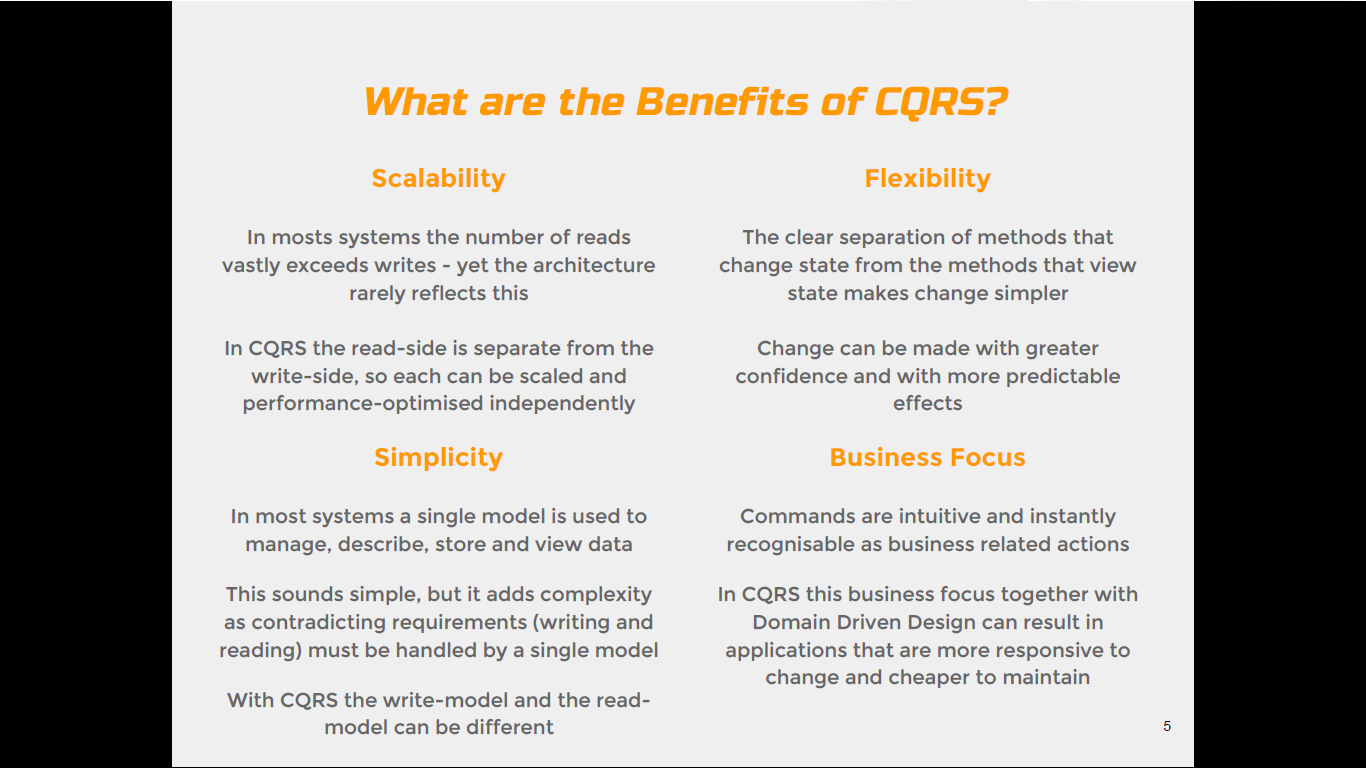 What are the Benefits of CQRS?
Scalability
In mosts systems the number of reads
vastly exceeds writes - yet the architecture
rarely reflects this
In CQRS the read-side is separate from the
write-side, so each can be scaled and
performance-optimised independently
Flexibility
The clear separation of methods that
change state from the methods that view
state makes change simpler
Change can be made with greater
confidence and with more predictable
effects
Simplicity
In most systems a single model is used to
manage, describe, store and view data
This sounds simple, but it adds complexity
as contradicting requirements (writing and
reading) must be handled by a single model
With CQRS the write-model and the read-
model can be different
Business Focus
Commands are intuitive and instantly
recognisable as business related actions
In CQRS this business focus together with
Domain Driven Design can result in
applications that are more responsive to
change and cheaper to maintain
5